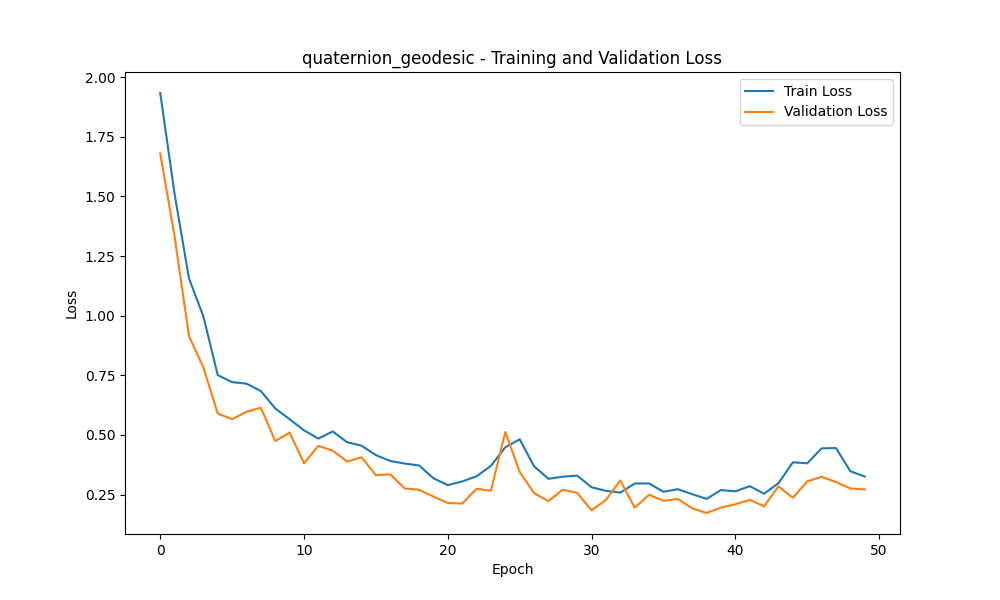 quaternion_geodesic - Training and Validation Loss
Train Loss
Validation Loss
2.00
1.75
1.50
1.25
1.00
0.75
0.50
0.25
Loss
0 10 20 30 40 50
Epoch